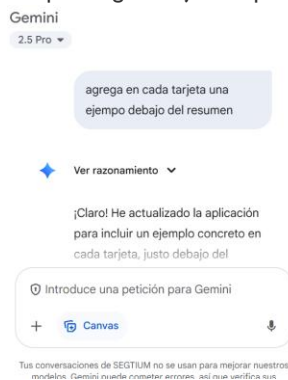 Gemini
2.5 Pro
agrega en cada tarjeta una
ejempo debajo del resumen
Ver razonamiento
¡Claro! He actualizado la aplicación
para incluir un ejemplo concreto en
cada tarjeta, justo debajo del
Introduce una petición para Gemini
+ Canvas
Tus conversaciones de SEGTIUM no se usan para mejorar nuestros
modelos. Gemini puede cometer errores, así que verifica sus